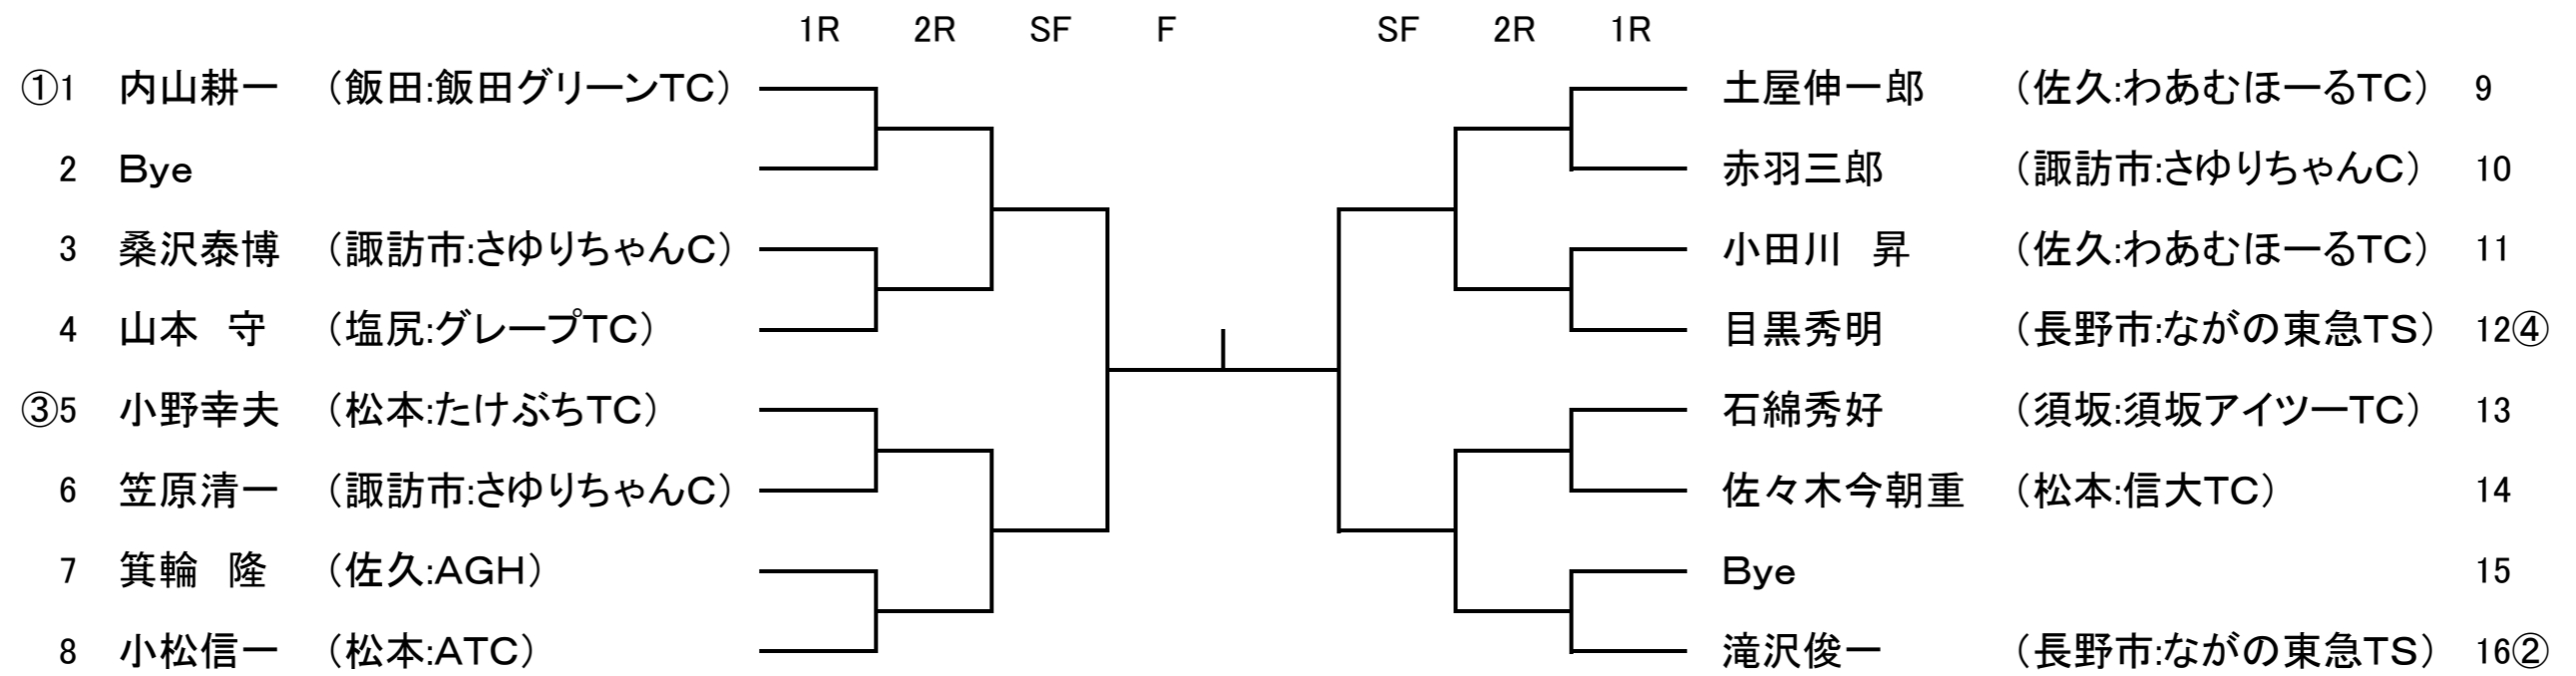 1R 2R SF F SF 2R 1R
①1 内山耕一 （飯田:飯田グリーンTC） 土屋伸一郎 （佐久:わあむほーるTC） 9
2 Bye 赤羽三郎 （諏訪市:さゆりちゃんC） 10
3 桑沢泰博 （諏訪市:さゆりちゃんC） 小田川　昇 （佐久:わあむほーるTC） 11
4 山本　守 （塩尻:グレープTC） 目黒秀明 （長野市:ながの東急TS） 12④
③5 小野幸夫 （松本:たけぶちTC） 石綿秀好 （須坂:須坂アイツーTC） 13
6 笠原清一 （諏訪市:さゆりちゃんC） 佐々木今朝重 （松本:信大TC） 14
7 箕輪　隆 （佐久:AGH） Bye 15
8 小松信一 （松本:ATC） 滝沢俊一 （長野市:ながの東急TS） 16②